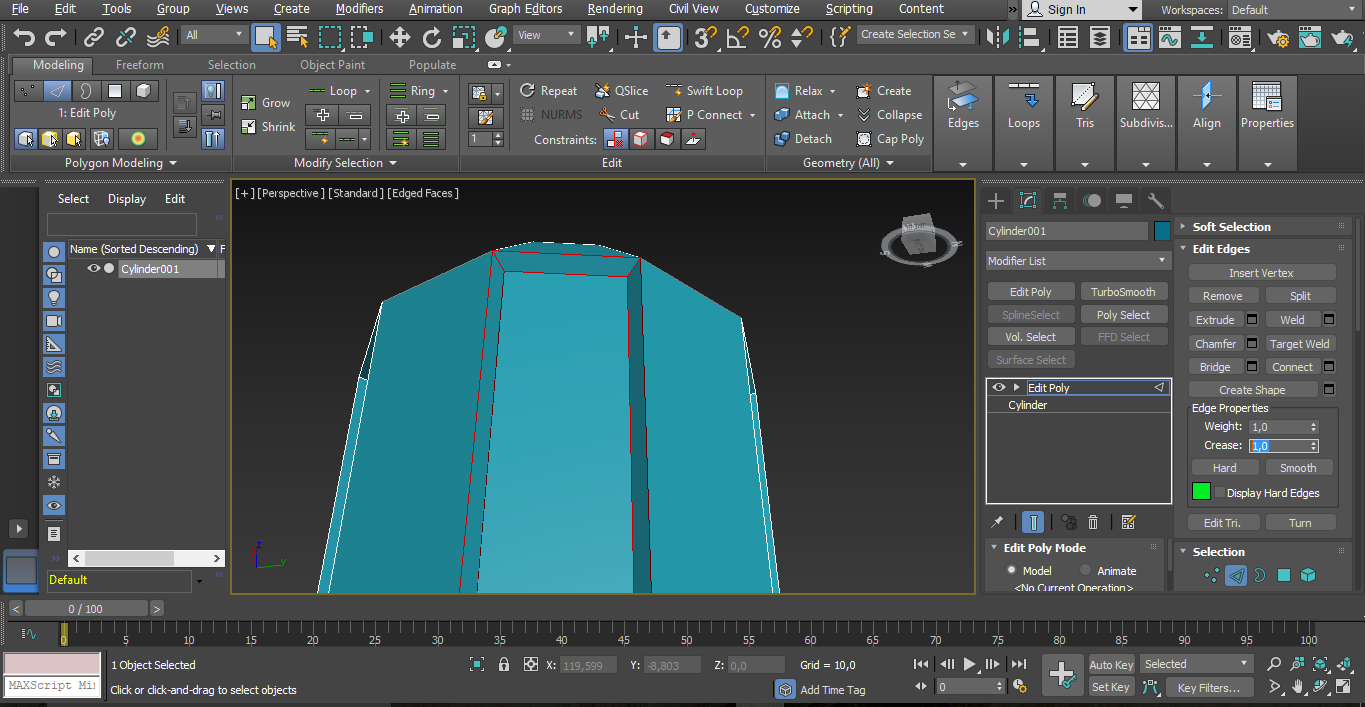 File Edit Tools Group Views Create Modifiers Animation Graph Editors Rendering Civil View Customize Scripting Content » Sign In Workspaces: Default
All View Create Selection Se
Modeling Freeform Selection Object Paint Populate
1: Edit Poly
Polygon Modeling
Grow
Shrink
Loop Ring
Modify Selection
1
Repeat QSlice Swift Loop
NURMS Cut P Connect
Constraints:
Edit
Relax Create
Attach Collapse
Detach Cap Poly
Geometry (All)
Edges Loops Tris Subdivis... Align Properties
Select Display Edit
Name (Sorted Descending) F
Cylinder001
Default
[+] [Perspective ] [Standard ] [Edged Faces ]
z
y
Cylinder001
Modifier List
Edit Poly TurboSmooth
SplineSelect Poly Select
Vol. Select FFD Select
Surface Select
Edit Poly
Cylinder
Edit Poly Mode
Model Animate
<No Current Operation>
Soft Selection
Edit Edges
Insert Vertex
Remove Split
Extrude Weld
Chamfer Target Weld
Bridge Connect
Create Shape
Edge Properties
Weight: 1,0
Crease: 1,0
Hard Smooth
Display Hard Edges
Edit Tri. Turn
Selection
< 0 / 100 >
0 5 10 15 20 25 30 35 40 45 50 55 60 65 70 75 80 85 90 95 100
1 Object Selected
X: 119,599 Y: -8,803 Z: 0,0 Grid = 10,0
Auto Key Selected
MAXScript Mi
Click or click-and-drag to select objects
Add Time Tag
0
Set Key Key Filters...